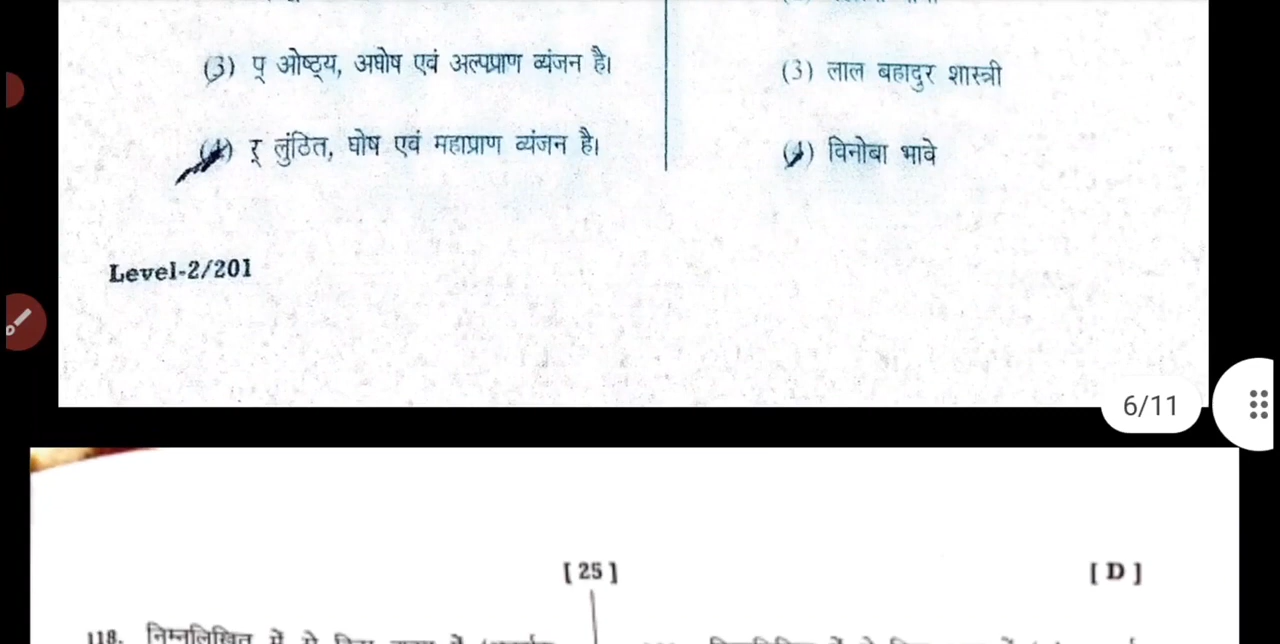 (3) प् ओष्ठ्य, अघोष एवं अल्पप्राण व्यंजन है।
(4) र् लुंठित, घोष एवं महाप्राण व्यंजन है।
(3) लाल बहादुर शास्त्री
(4) विनोबा भावे
Level-2/201
6/11
[ 25 ]
[ D ]
118. निम्नलिखित में से किस